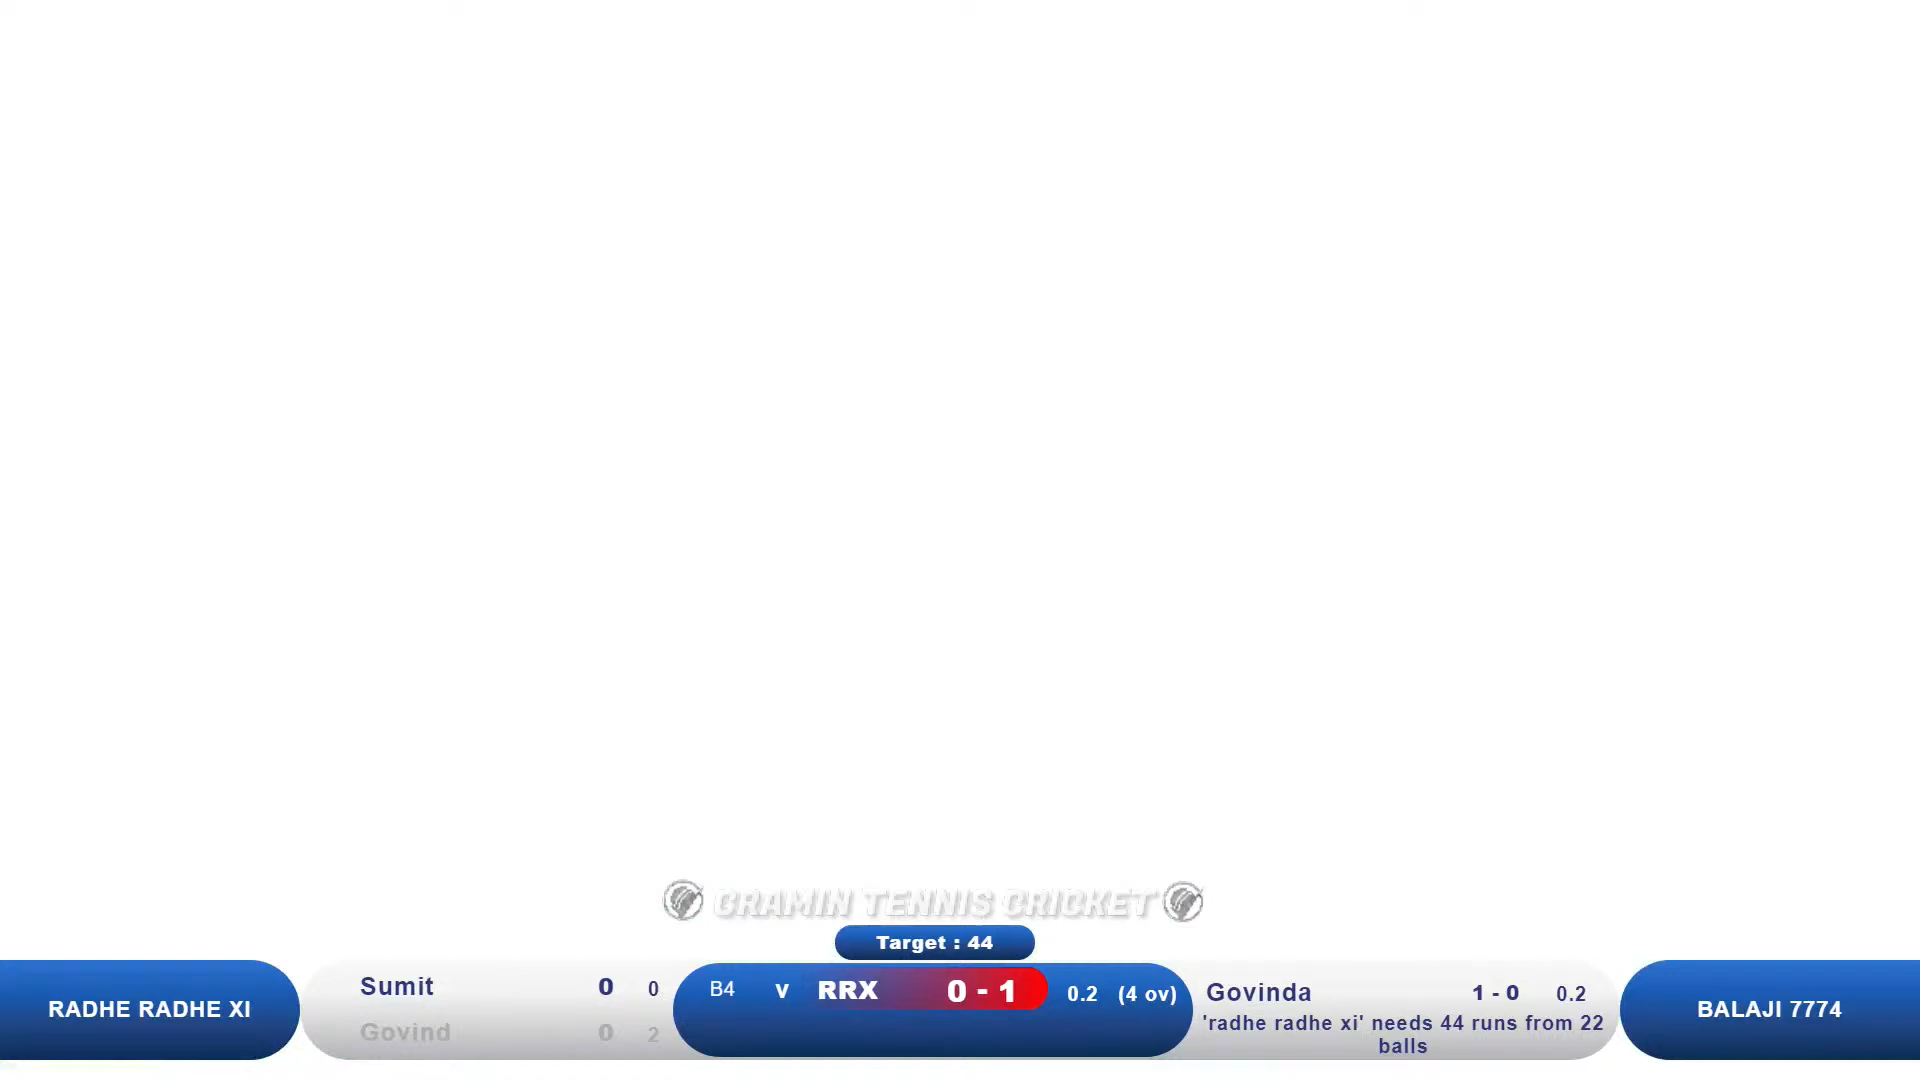 GRAMIN TENNIS CRICKET
Target : 44
RADHE RADHE XI
Sumit 0 0
Govind 0 2
B4 v RRX 0 - 1 0.2 (4 ov)
Govinda 1 - 0 0.2
'radhe radhe xi' needs 44 runs from 22
balls
BALAJI 7774